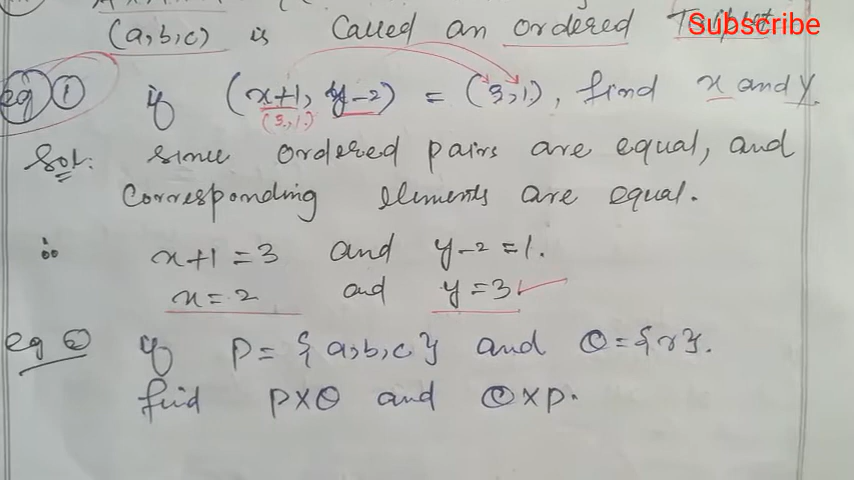 (a,b,c) is called an ordered Triplet
Subscribe
eg ① if (x+1, y-2) = (3,1), find x and y.
(3,1)
Sol: since ordered pairs are equal, and
corresponding elements are equal.
∴ x+1 = 3 and y-2 = 1.
x = 2 and y = 3
eg ② if P = {a,b,c} and Q = {r}.
find P×Q and Q×P.